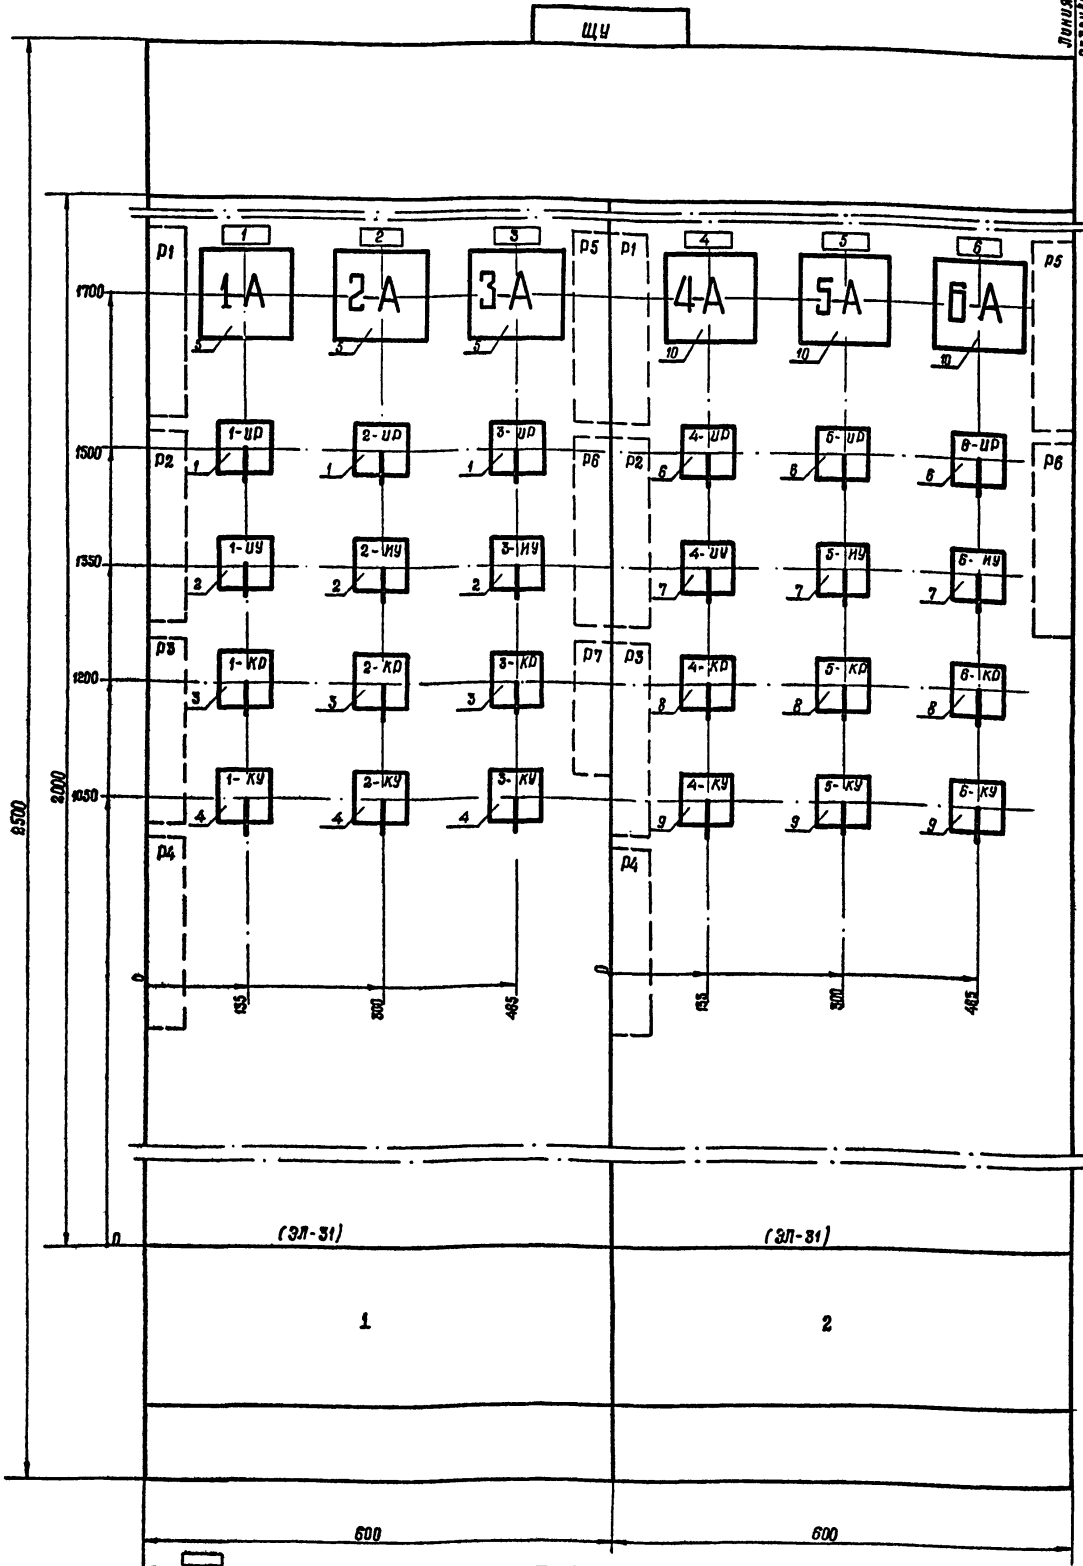 ЩУ
Линия
1 2 3 4 5 6
р1 р5 р1 р5
1700 1А 2А 3-А 4-А 5-А 6-А
5 5 5 10 10 10
1-ИР 2-ИР 3-ИР 4-ИР 5-ИР 6-ИР
1500 р2 р6 р2 р6
1 1 1 6 6 6
1-ИУ 2-ИУ 3-ИУ 4-ИУ 5-ИУ 6-ИУ
1350
2 2 2 7 7 7
р3 р7 р3
1-КР 2-КР 3-КР 4-КР 5-КР 6-КР
1200
3 3 3 8 8 8
1-КУ 2-КУ 3-КУ 4-КУ 5-КУ 6-КУ
2500 2000 1050
4 4 4 9 9 9
р4 р4
0 135 300 465 0 135 300 465
0 (ЭЛ-31) (ЭЛ-31)
1 2
600 600